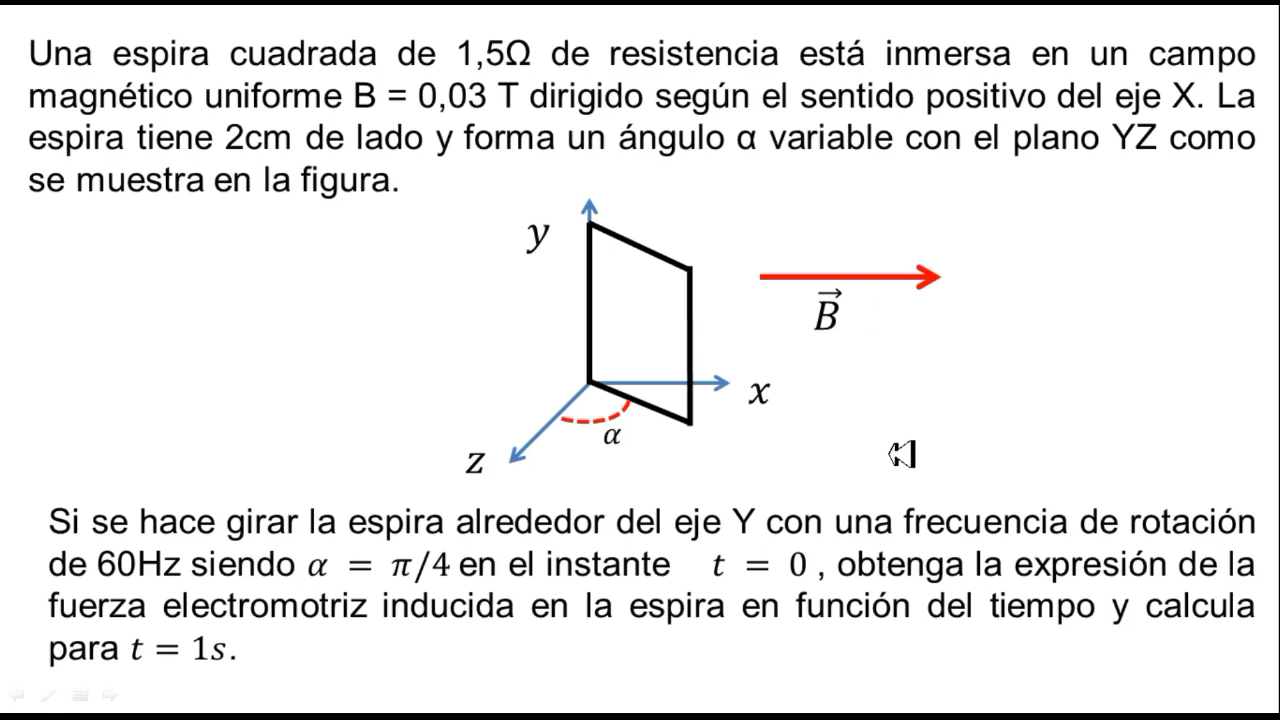 Una espira cuadrada de 1,5Ω de resistencia está inmersa en un campo
magnético uniforme B = 0,03 T dirigido según el sentido positivo del eje X. La
espira tiene 2cm de lado y forma un ángulo α variable con el plano YZ como
se muestra en la figura.
y
B⃗
x
α
z
Si se hace girar la espira alrededor del eje Y con una frecuencia de rotación
de 60Hz siendo α = π/4 en el instante t = 0 , obtenga la expresión de la
fuerza electromotriz inducida en la espira en función del tiempo y calcula
para t = 1s.